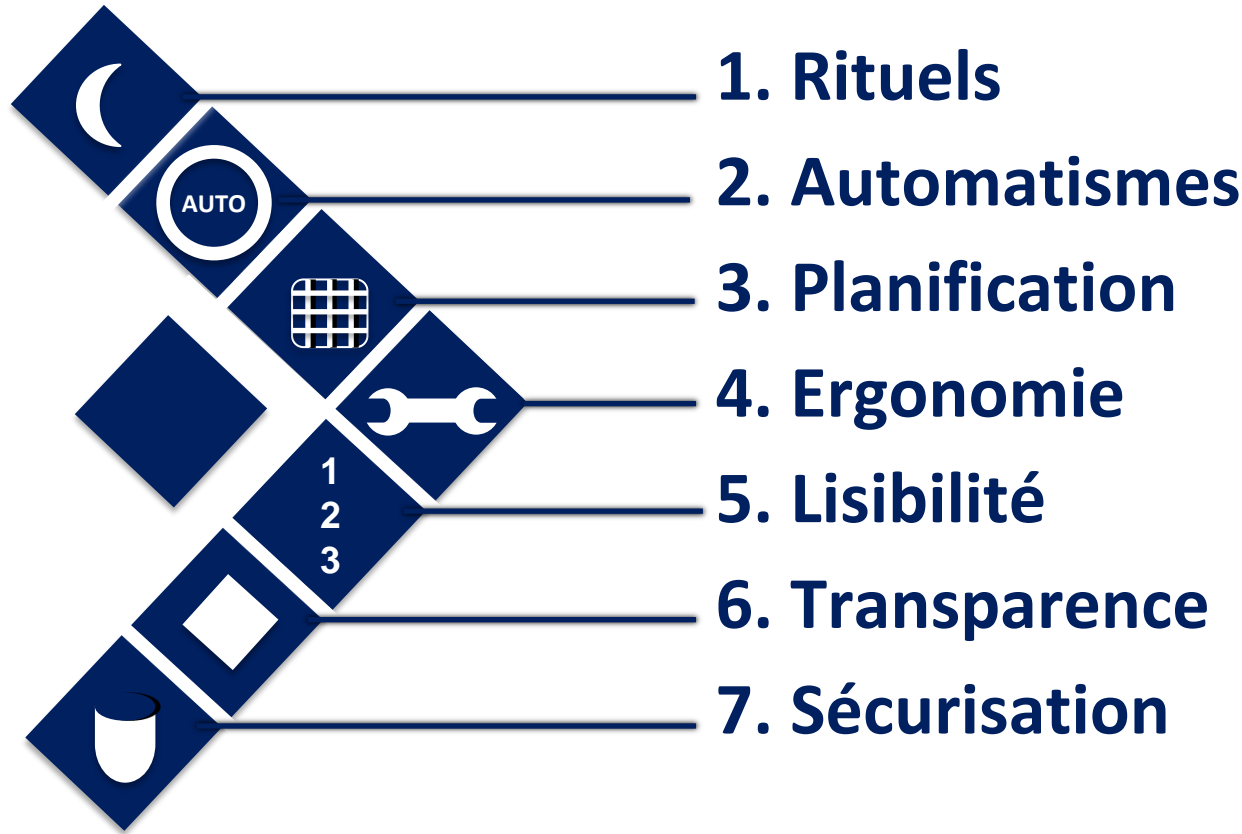 1. Rituels
AUTO
2. Automatismes
3. Planification
4. Ergonomie
1
2
3
5. Lisibilité
6. Transparence
7. Sécurisation